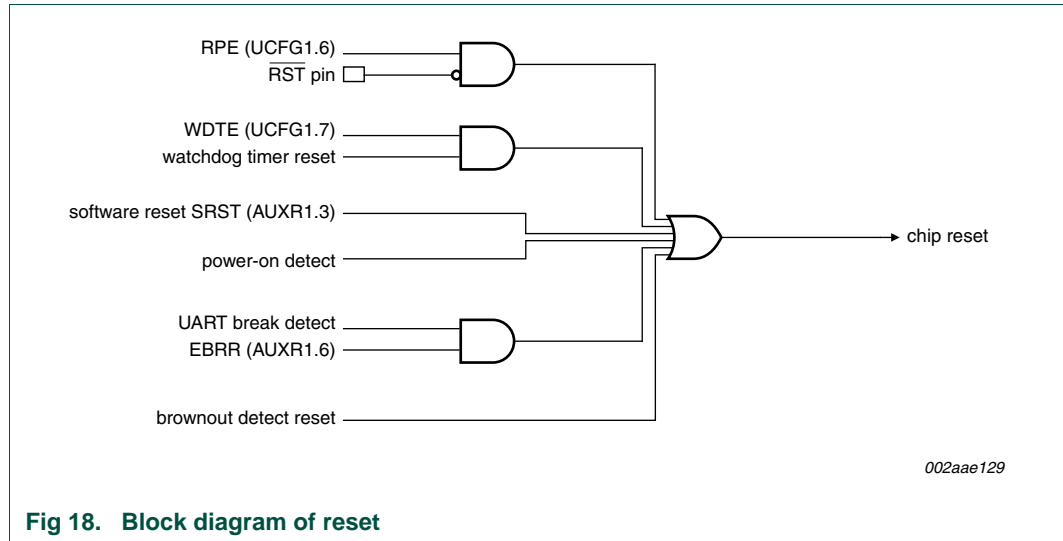 RPE (UCFG1.6)
RST pin
WDTE (UCFG1.7)
watchdog timer reset
software reset SRST (AUXR1.3)
power-on detect
UART break detect
EBRR (AUXR1.6)
brownout detect reset
chip reset
002aae129
Fig 18. Block diagram of reset